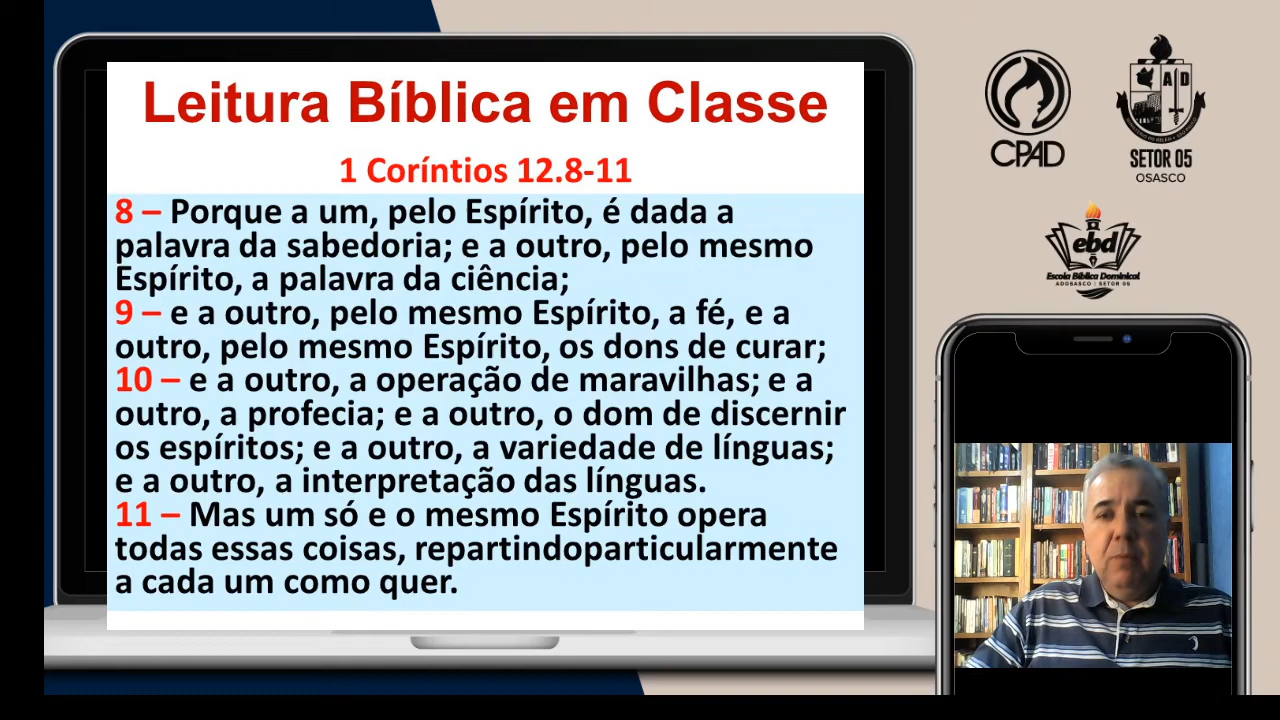 Leitura Bíblica em Classe
1 Coríntios 12.8-11
8 – Porque a um, pelo Espírito, é dada a
palavra da sabedoria; e a outro, pelo mesmo
Espírito, a palavra da ciência;
9 – e a outro, pelo mesmo Espírito, a fé, e a
outro, pelo mesmo Espírito, os dons de curar;
10 – e a outro, a operação de maravilhas; e a
outro, a profecia; e a outro, o dom de discernir
os espíritos; e a outro, a variedade de línguas;
e a outro, a interpretação das línguas.
11 – Mas um só e o mesmo Espírito opera
todas essas coisas, repartindoparticularmente
a cada um como quer.
CPAD
A D
SETOR 05
OSASCO
ebd
Escola Bíblica Dominical
ADOSASCO | SETOR 05